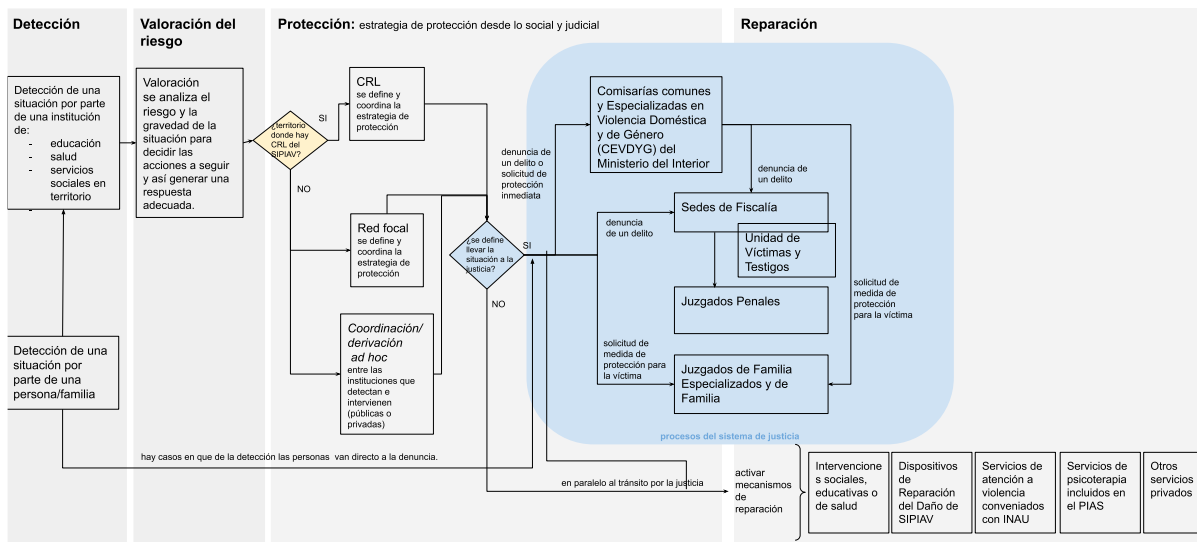 Detección
Valoración del
riesgo
Protección: estrategia de protección desde lo social y judicial
Reparación
Detección de una
situación por parte
de una institución
de:
- educación
- salud
- servicios
sociales en
territorio
-
Detección de una
situación por
parte de una
persona/familia
Valoración
se analiza el
riesgo y la
gravedad de la
situación para
decidir las
acciones a seguir
y así generar una
respuesta
adecuada.
¿territorio
donde hay
CRL del
SIPIAV?
SI
NO
CRL
se define y
coordina la
estrategia de
protección
Red focal
se define y
coordina la
estrategia de
protección
Coordinación/
derivación
ad hoc
entre las
instituciones que
detectan e
intervienen
(públicas o
privadas)
¿se define
llevar la
situación a la
justicia?
SI
NO
denuncia de
un delito o
solicitud de
protección
inmediata
Comisarías comunes
y Especializadas en
Violencia Doméstica
y de Género
(CEVDYG) del
Ministerio del Interior
denuncia de
un delito
Sedes de Fiscalía
denuncia
de un delito
Unidad de
Víctimas y
Testigos
Juzgados Penales
solicitud de
medida de
protección
para la víctima
solicitud de
medida de
protección para
la víctima
Juzgados de Familia
Especializados y de
Familia
procesos del sistema de justicia
hay casos en que de la detección las personas van directo a la denuncia.
en paralelo al tránsito por la justicia
activar
mecanismos
de
reparación
Intervencione
s sociales,
educativas o
de salud
Dispositivos
de
Reparación
del Daño de
SIPIAV
Servicios de
atención a
violencia
conveniados
con INAU
Servicios de
psicoterapia
incluidos en
el PIAS
Otros
servicios
privados